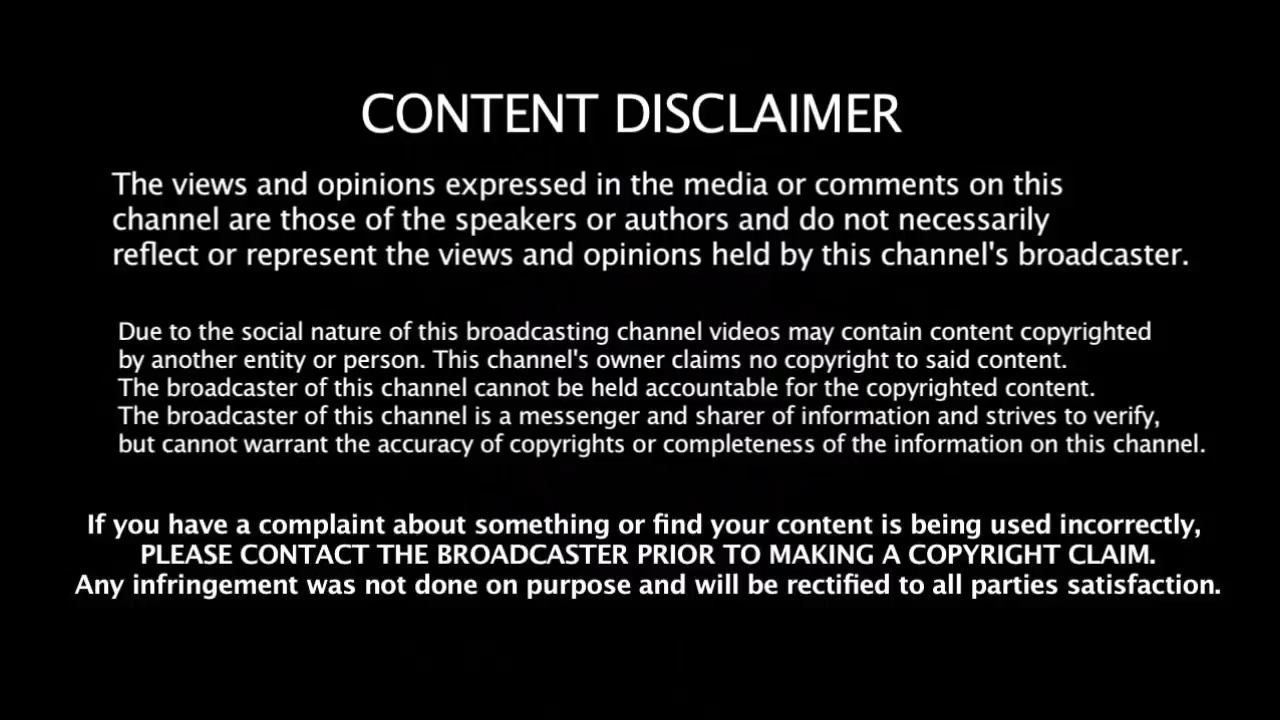 CONTENT DISCLAIMER
The views and opinions expressed in the media or comments on this
channel are those of the speakers or authors and do not necessarily
reflect or represent the views and opinions held by this channel's broadcaster.
Due to the social nature of this broadcasting channel videos may contain content copyrighted
by another entity or person. This channel's owner claims no copyright to said content.
The broadcaster of this channel cannot be held accountable for the copyrighted content.
The broadcaster of this channel is a messenger and sharer of information and strives to verify,
but cannot warrant the accuracy of copyrights or completeness of the information on this channel.
If you have a complaint about something or find your content is being used incorrectly,
PLEASE CONTACT THE BROADCASTER PRIOR TO MAKING A COPYRIGHT CLAIM.
Any infringement was not done on purpose and will be rectified to all parties satisfaction.